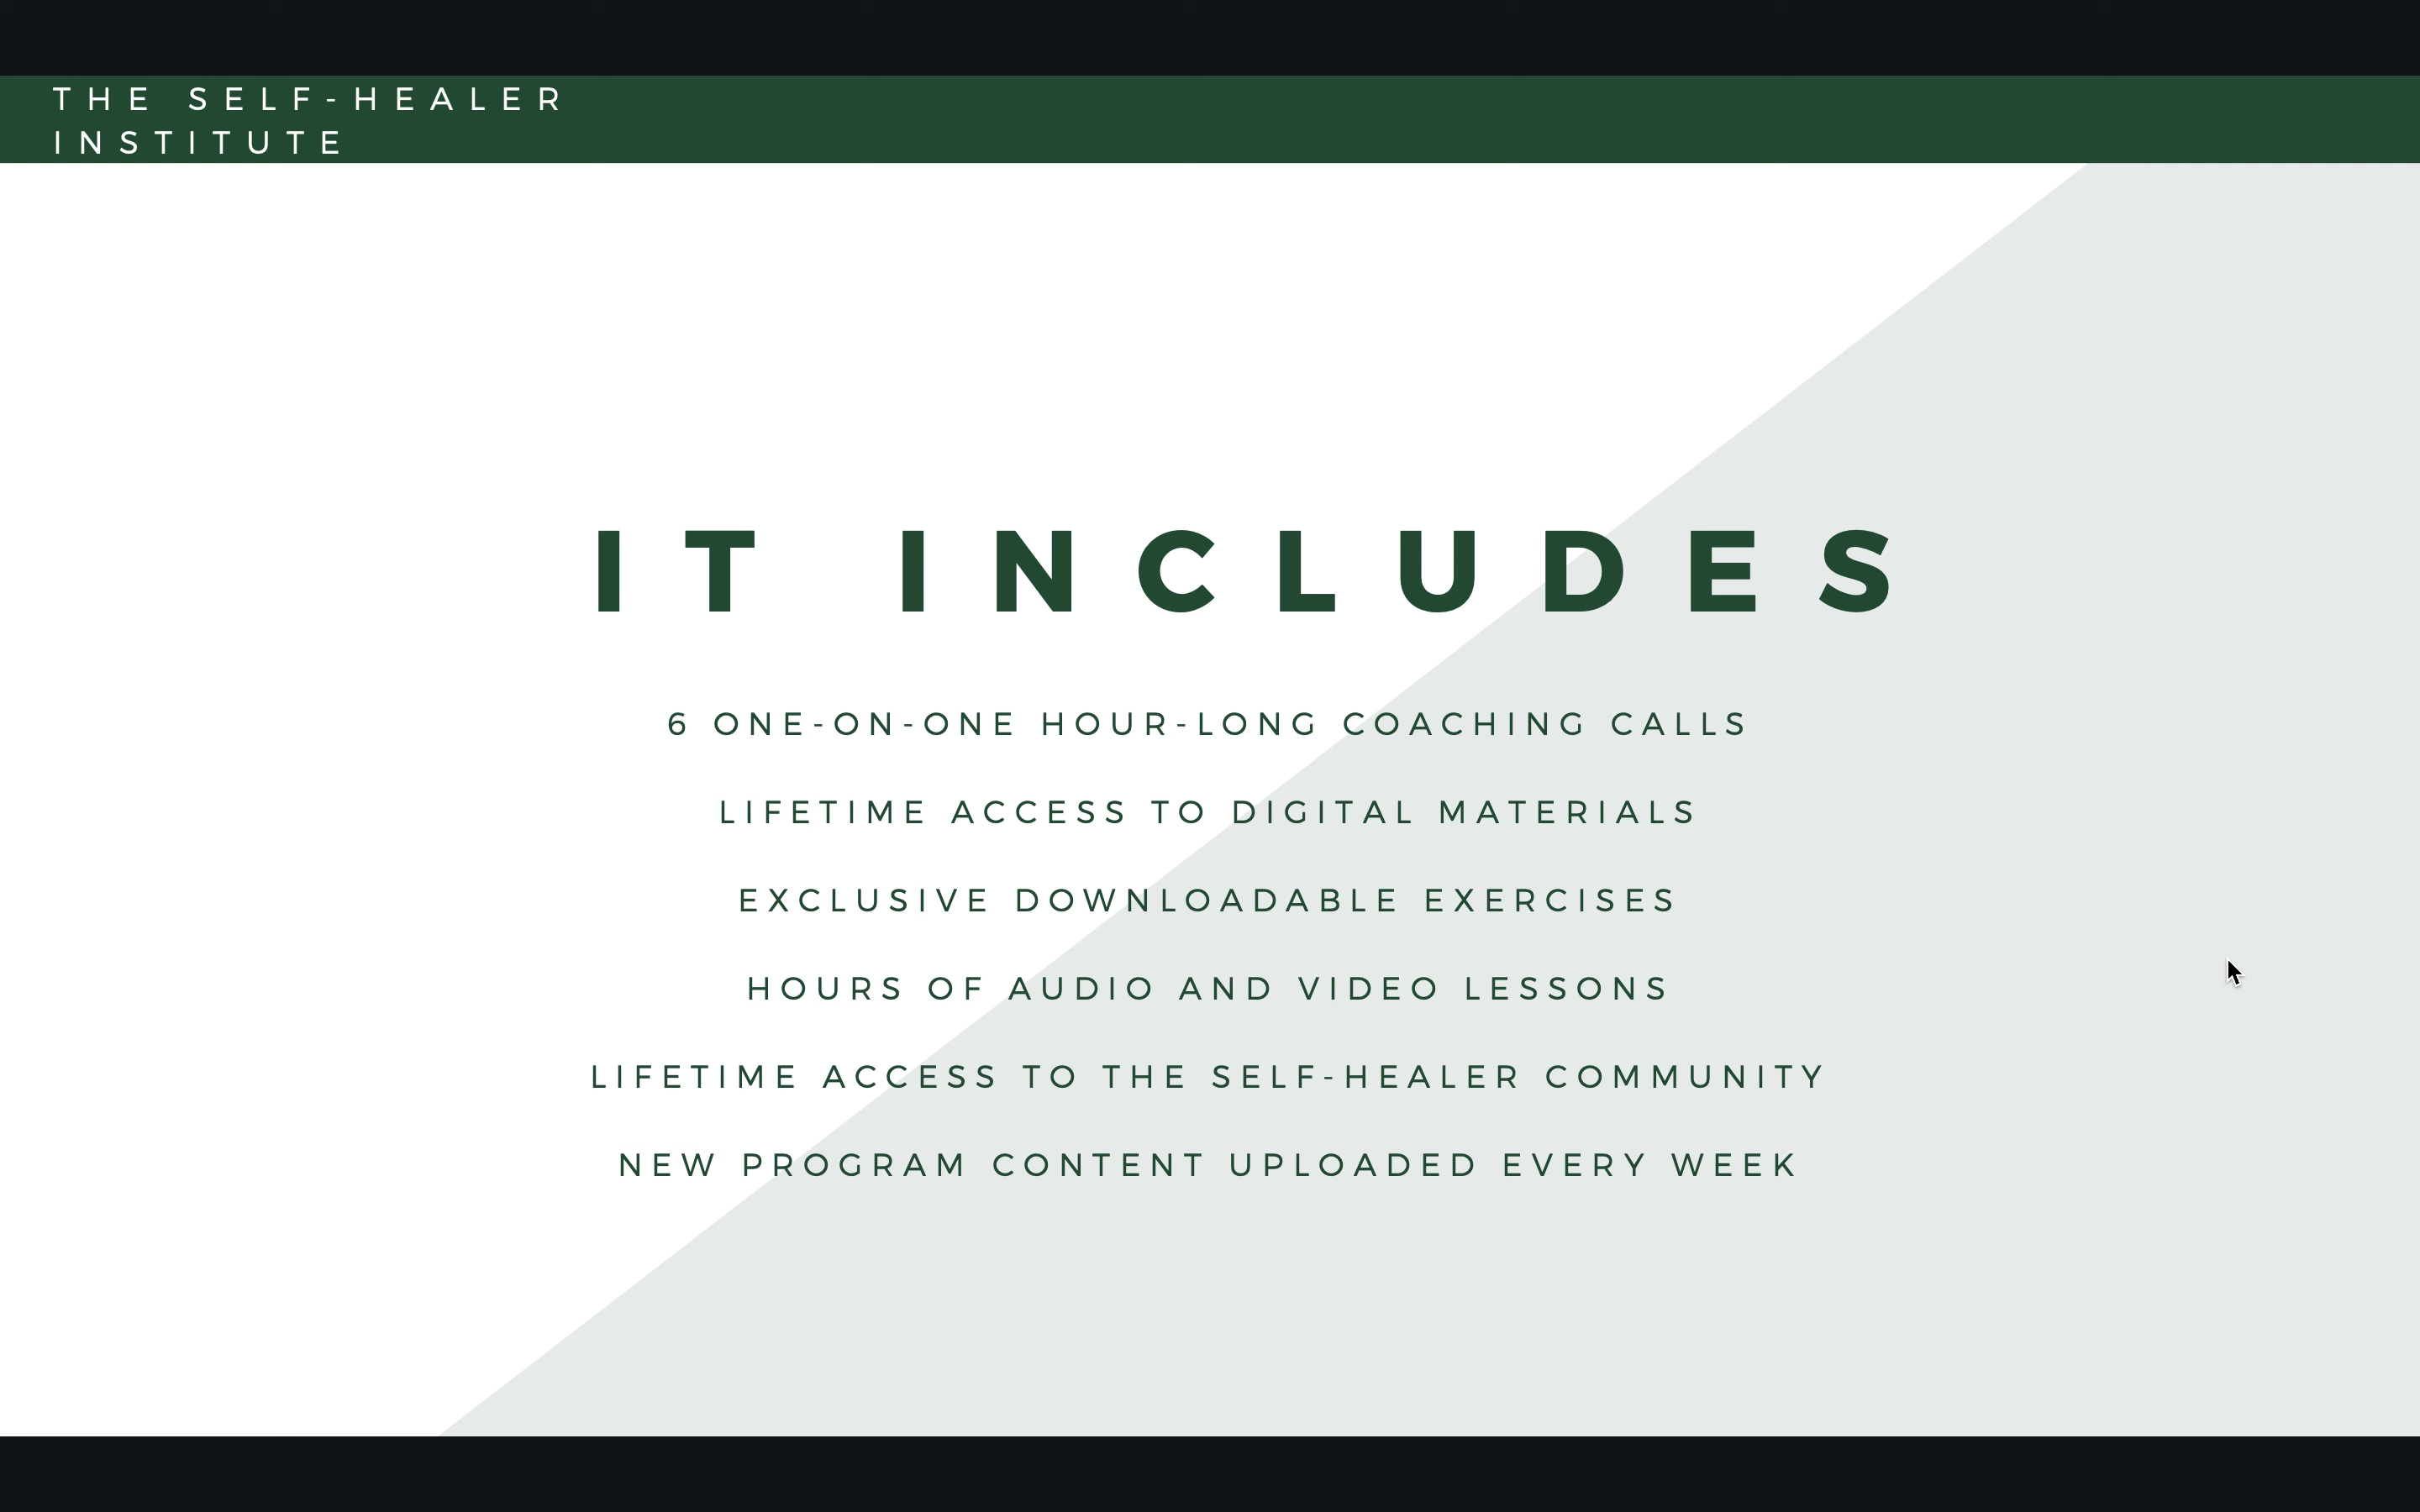 THE SELF-HEALER
INSTITUTE
IT INCLUDES
6 ONE-ON-ONE HOUR-LONG COACHING CALLS
LIFETIME ACCESS TO DIGITAL MATERIALS
EXCLUSIVE DOWNLOADABLE EXERCISES
HOURS OF AUDIO AND VIDEO LESSONS
LIFETIME ACCESS TO THE SELF-HEALER COMMUNITY
NEW PROGRAM CONTENT UPLOADED EVERY WEEK